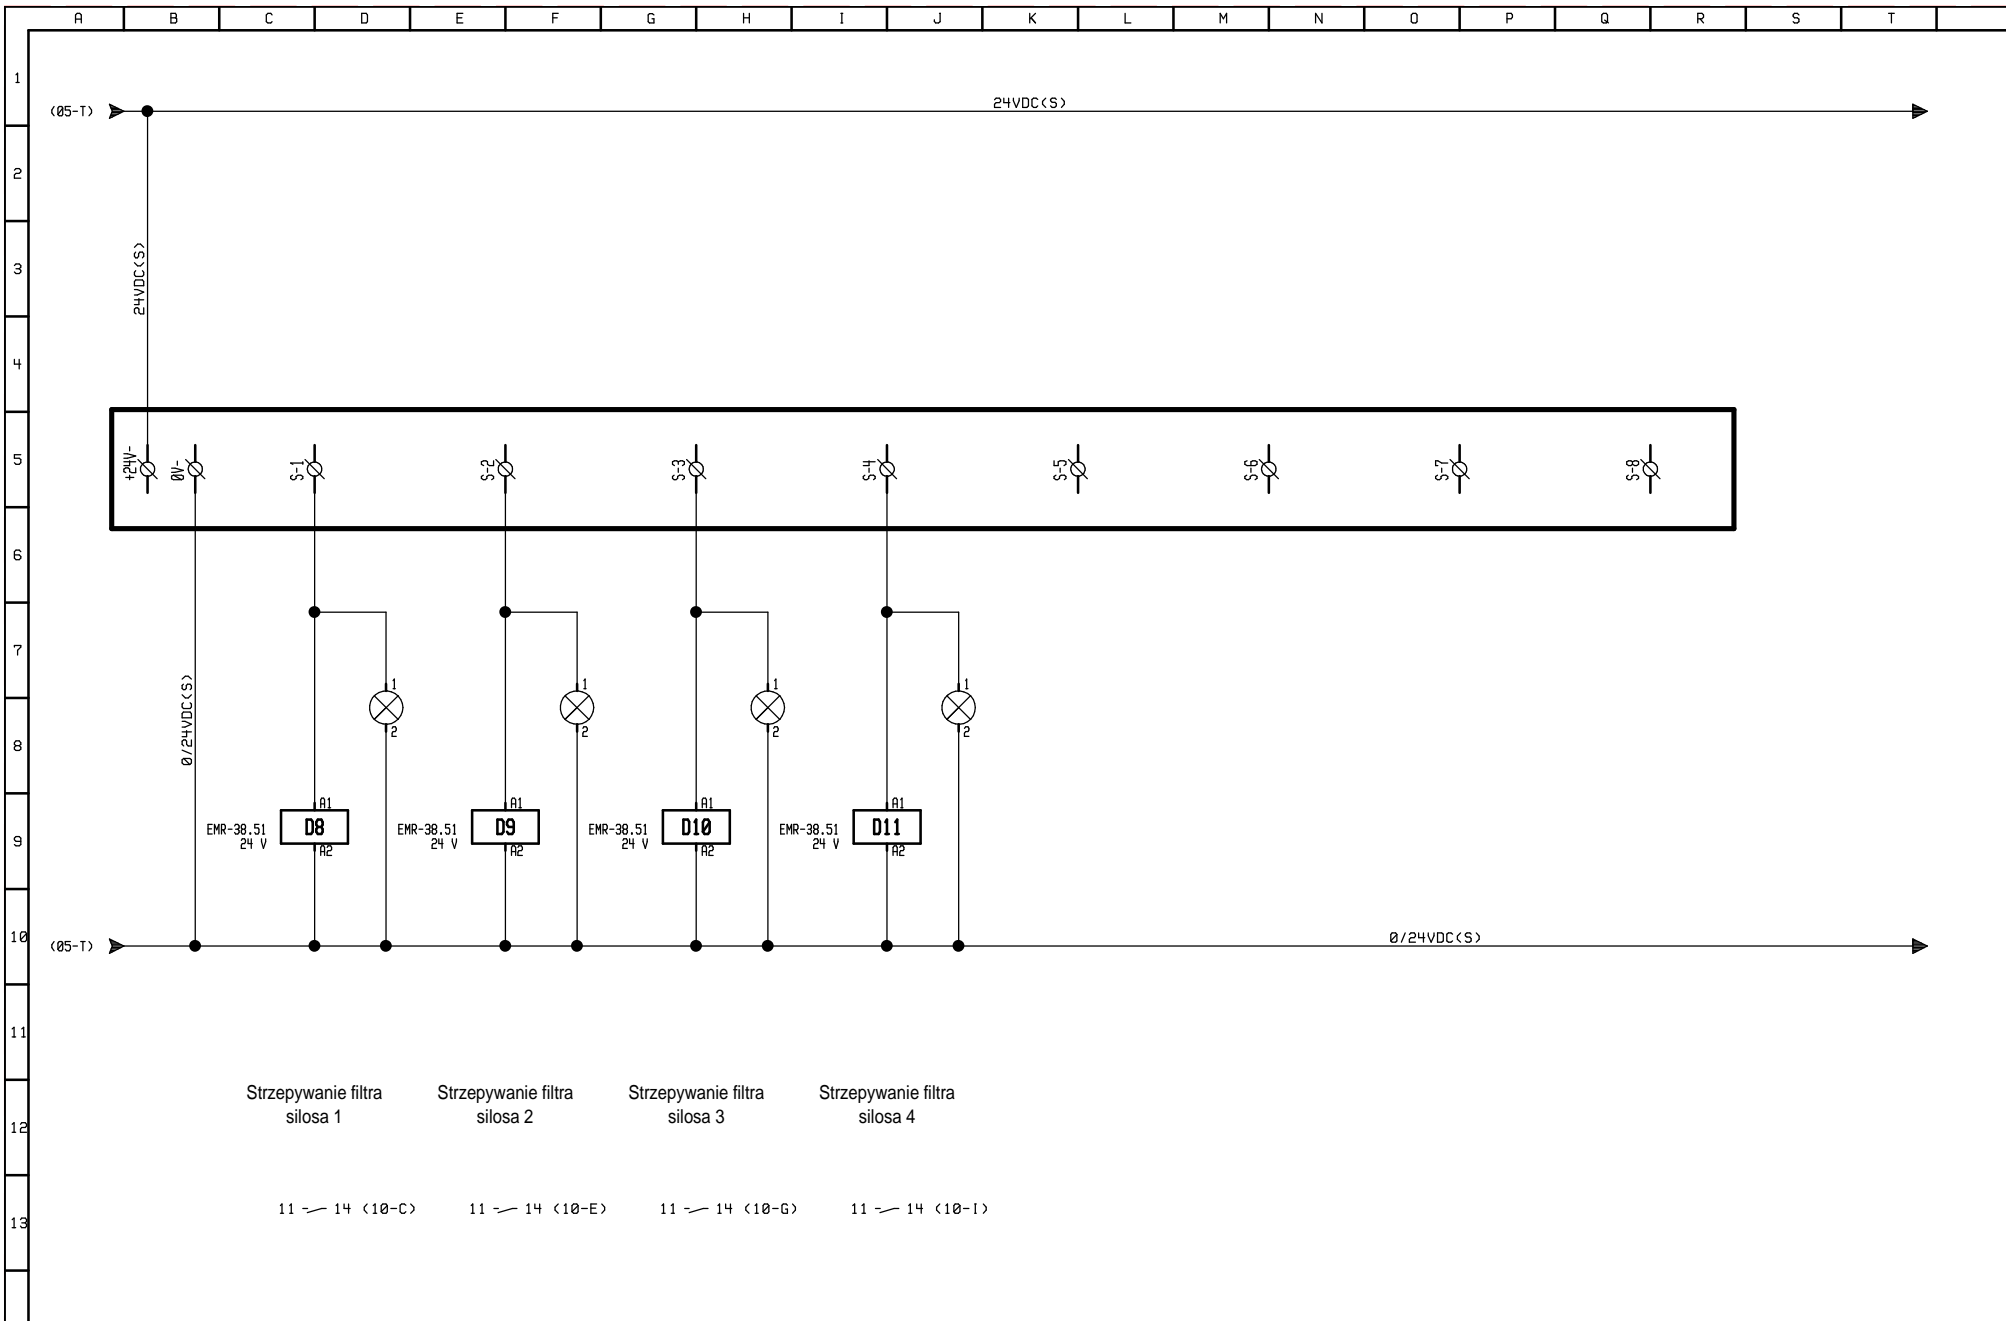 A B C D E F G H I J K L M N O P Q R S T
1
(05-T)
24VDC(S)
2
24VDC(S)
3
4
5
+24V-
0V-
S-1
S-2
S-3
S-4
S-5
S-6
S-7
S-8
6
7
0/24VDC(S)
1
1
1
1
2
2
2
2
8
A1
A1
A1
A1
EMR-38.51
24 V
D8
EMR-38.51
24 V
D9
EMR-38.51
24 V
D10
EMR-38.51
24 V
D11
A2
A2
A2
A2
9
10
(05-T)
0/24VDC(S)
11
Strzepywanie filtra
silosa 1
Strzepywanie filtra
silosa 2
Strzepywanie filtra
silosa 3
Strzepywanie filtra
silosa 4
12
11 14 (10-C)
11 14 (10-E)
11 14 (10-G)
11 14 (10-I)
13